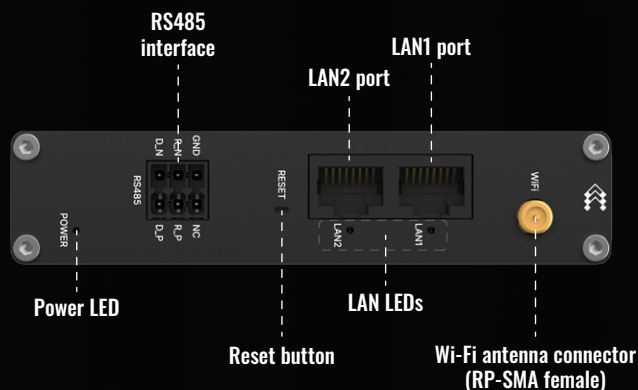 RS485
interface
LAN1 port
LAN2 port
D_N
R_N
GND
RS485
D_P
R_P
NC
POWER
RESET
LAN2
LAN1
WiFi
Power LED
LAN LEDs
Reset button
Wi-Fi antenna connector
(RP-SMA female)